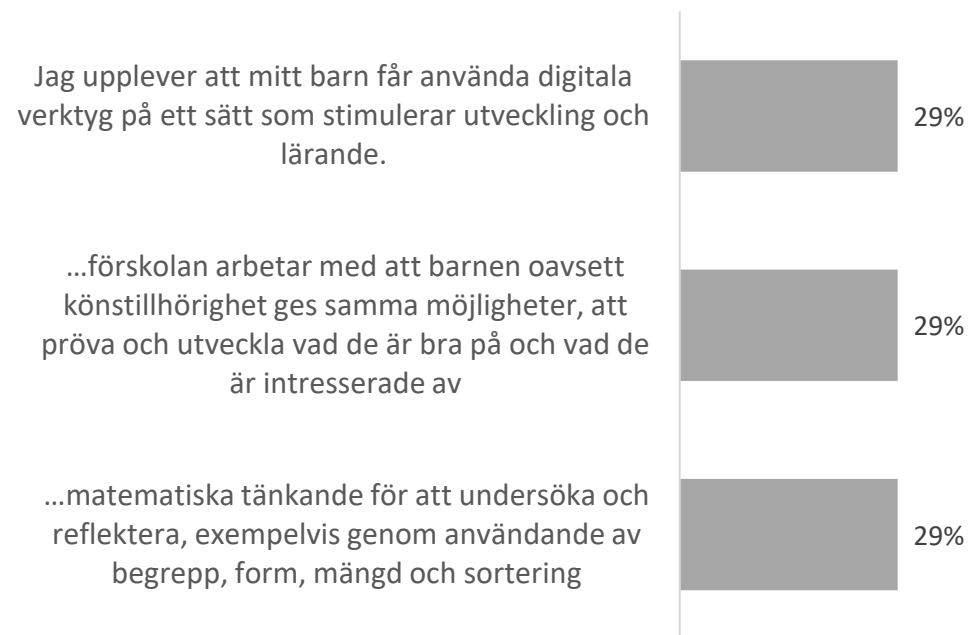 Jag upplever att mitt barn får använda digitala
verktyg på ett sätt som stimulerar utveckling och
lärande.
29%
…förskolan arbetar med att barnen oavsett
könstillhörighet ges samma möjligheter, att
pröva och utveckla vad de är bra på och vad de
är intresserade av
29%
…matematiska tänkande för att undersöka och
reflektera, exempelvis genom användande av
begrepp, form, mängd och sortering
29%